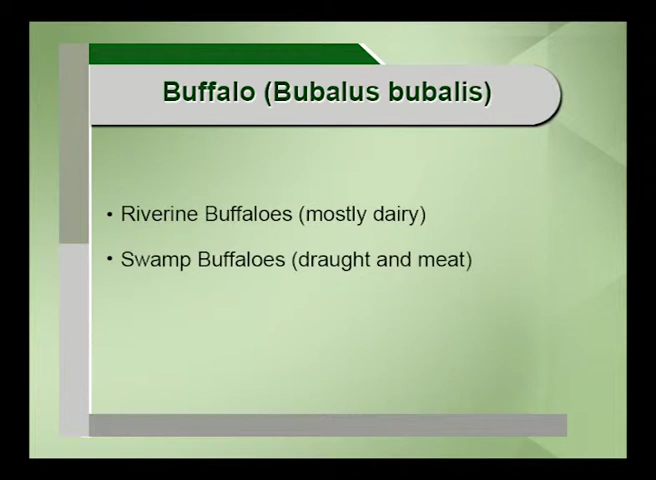 Buffalo (Bubalus bubalis)
• Riverine Buffaloes (mostly dairy)
• Swamp Buffaloes (draught and meat)